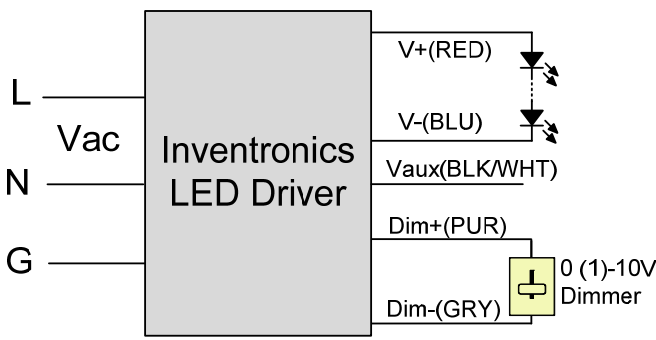 L
Vac
N
G
Inventronics
LED Driver
V+(RED)
V-(BLU)
Vaux(BLK/WHT)
Dim+(PUR)
Dim-(GRY)
0 (1)-10V
Dimmer